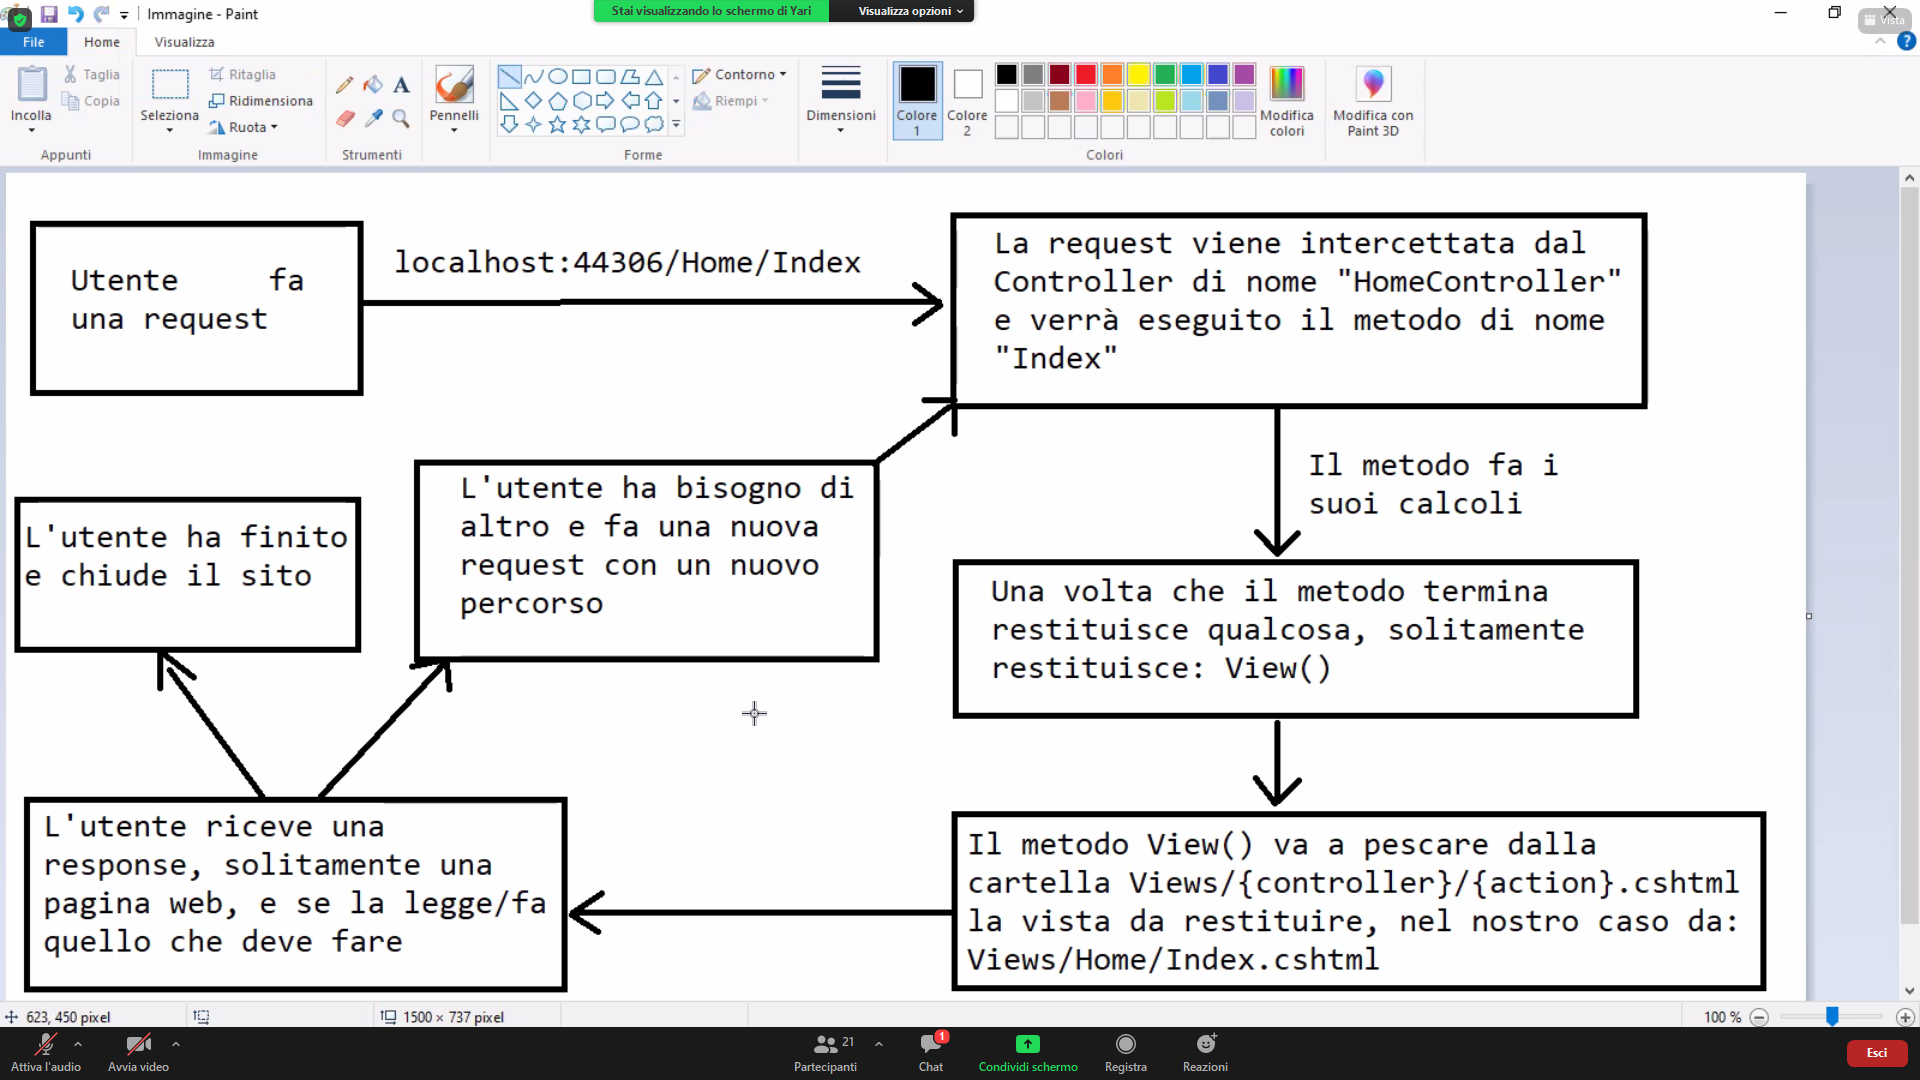 Immagine - Paint
Stai visualizzando lo schermo di Yari
Visualizza opzioni
Vista
File
Home
Visualizza
Incolla
Taglia
Copia
Appunti
Seleziona
Ritaglia
Ridimensiona
Ruota
Immagine
Strumenti
Pennelli
Contorno
Riempi
Forme
Dimensioni
Colore
1
Colore
2
Modifica
colori
Colori
Modifica con
Paint 3D
Utente fa
una request
localhost:44306/Home/Index
La request viene intercettata dal
Controller di nome "HomeController"
e verrà eseguito il metodo di nome
"Index"
Il metodo fa i
suoi calcoli
L'utente ha bisogno di
altro e fa una nuova
request con un nuovo
percorso
L'utente ha finito
e chiude il sito
Una volta che il metodo termina
restituisce qualcosa, solitamente
restituisce: View()
L'utente riceve una
response, solitamente una
pagina web, e se la legge/fa
quello che deve fare
Il metodo View() va a pescare dalla
cartella Views/{controller}/{action}.cshtml
la vista da restituire, nel nostro caso da:
Views/Home/Index.cshtml
623, 450 pixel
1500 × 737 pixel
100 %
Attiva l'audio
Avvia video
21
Partecipanti
1
Chat
Condividi schermo
Registra
Reazioni
Esci